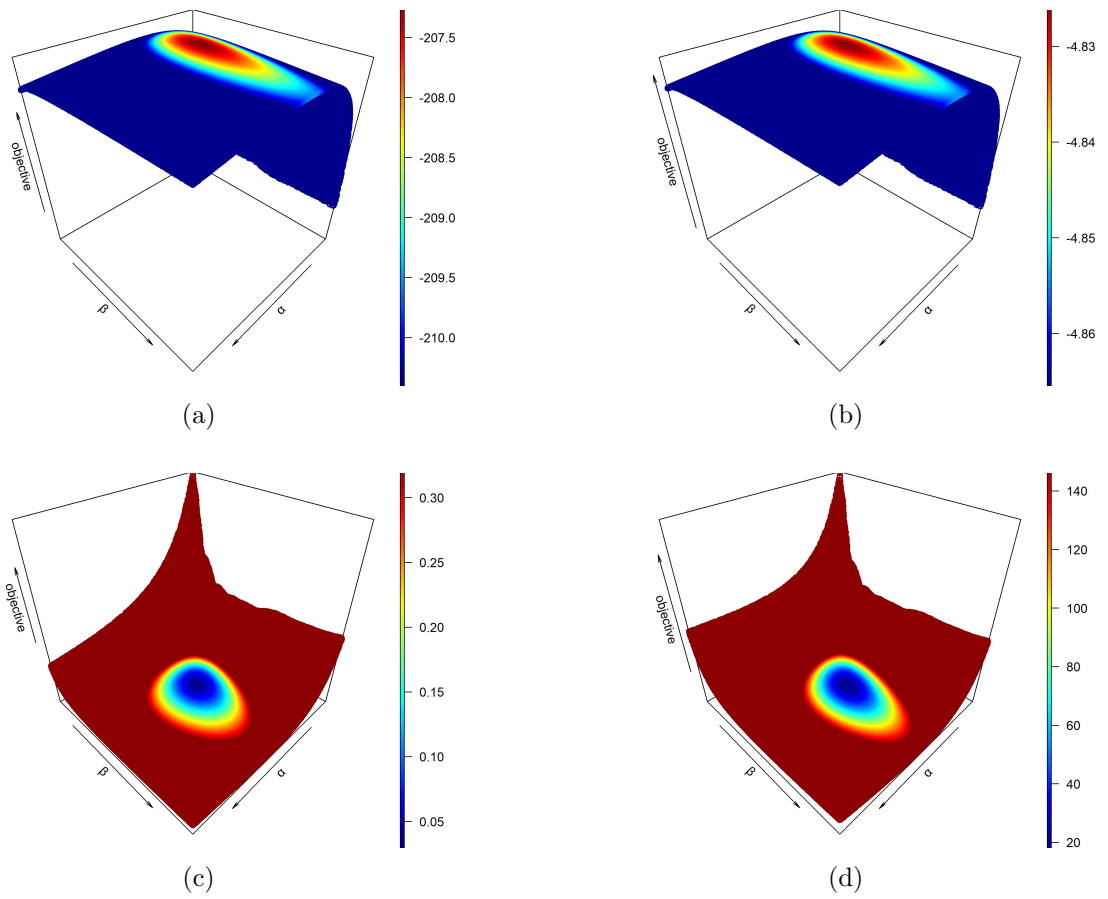 objective
β
α
-207.5
-208.0
-208.5
-209.0
-209.5
-210.0
(a)
objective
β
α
-4.83
-4.84
-4.85
-4.86
(b)
objective
β
α
0.30
0.25
0.20
0.15
0.10
0.05
(c)
objective
β
α
140
120
100
80
60
40
20
(d)